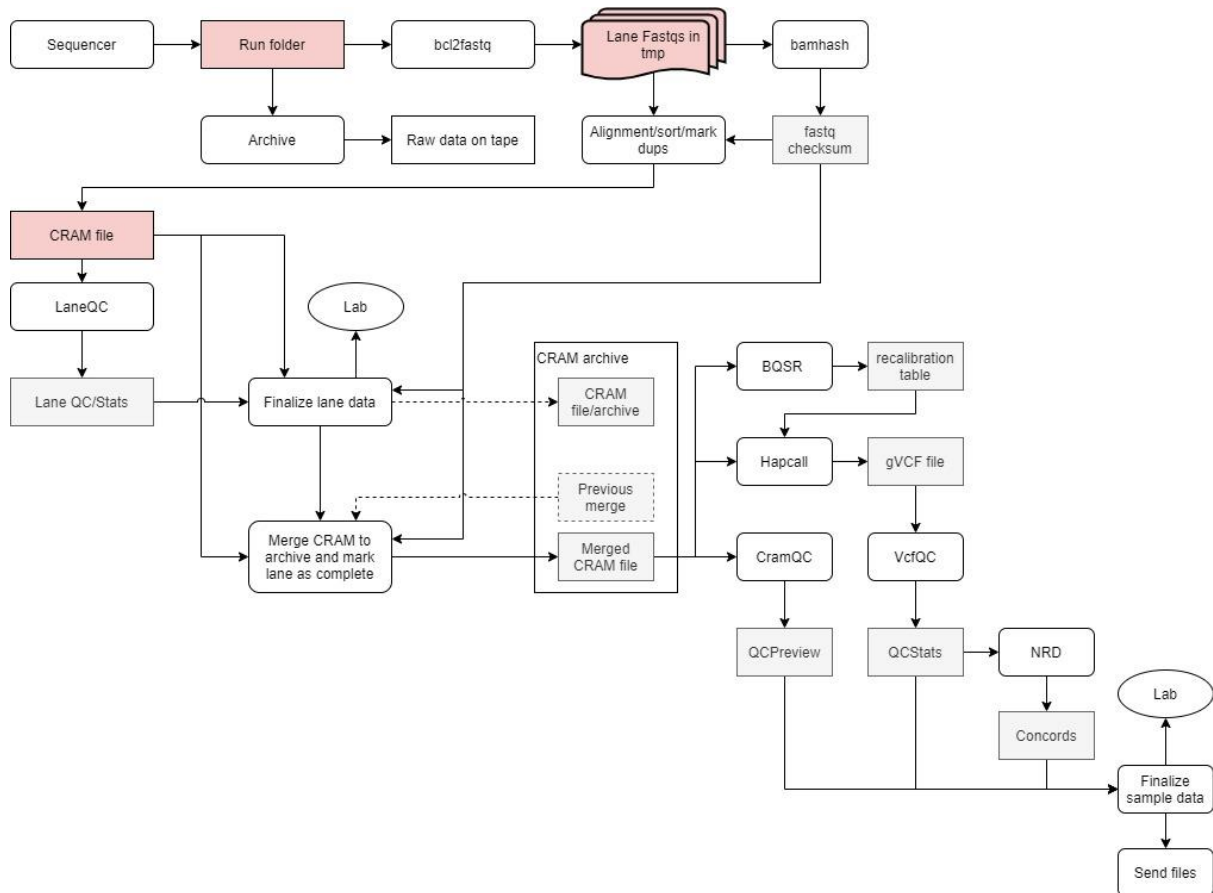 Sequencer
Run folder
bcl2fastq
Lane Fastqs in
tmp
bamhash
Archive
Raw data on tape
Alignment/sort/mark
dups
fastq
checksum
CRAM file
LaneQC
Lab
CRAM archive
BQSR
recalibration
table
Lane QC/Stats
Finalize lane data
CRAM
file/archive
Hapcall
gVCF file
Previous
merge
Merge CRAM to
archive and mark
lane as complete
Merged
CRAM file
CramQC
VcfQC
QCPreview
QCStats
NRD
Lab
Concords
Finalize
sample data
Send files